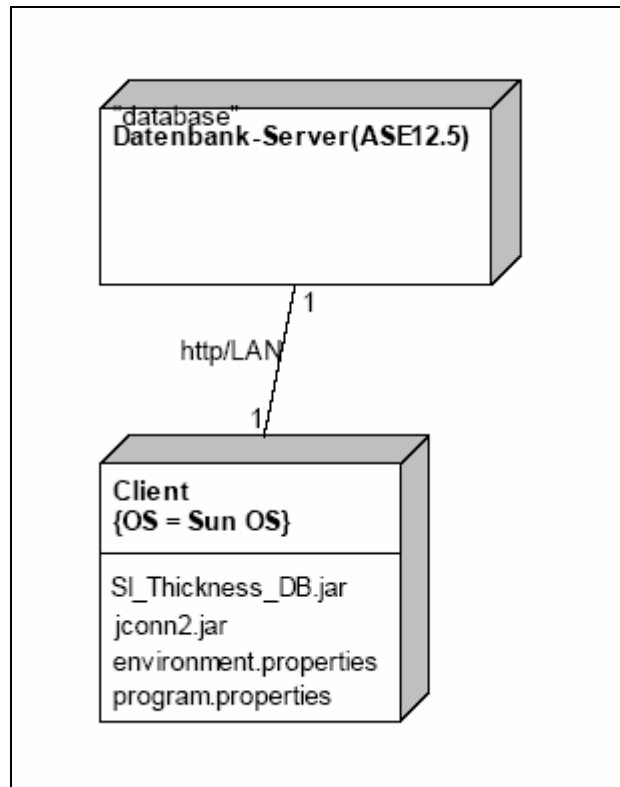 "database"
Datenbank-Server(ASE12.5)
1
http/LAN
1
Client
{OS = Sun OS}
SI_Thickness_DB.jar
jconn2.jar
environment.properties
program.properties